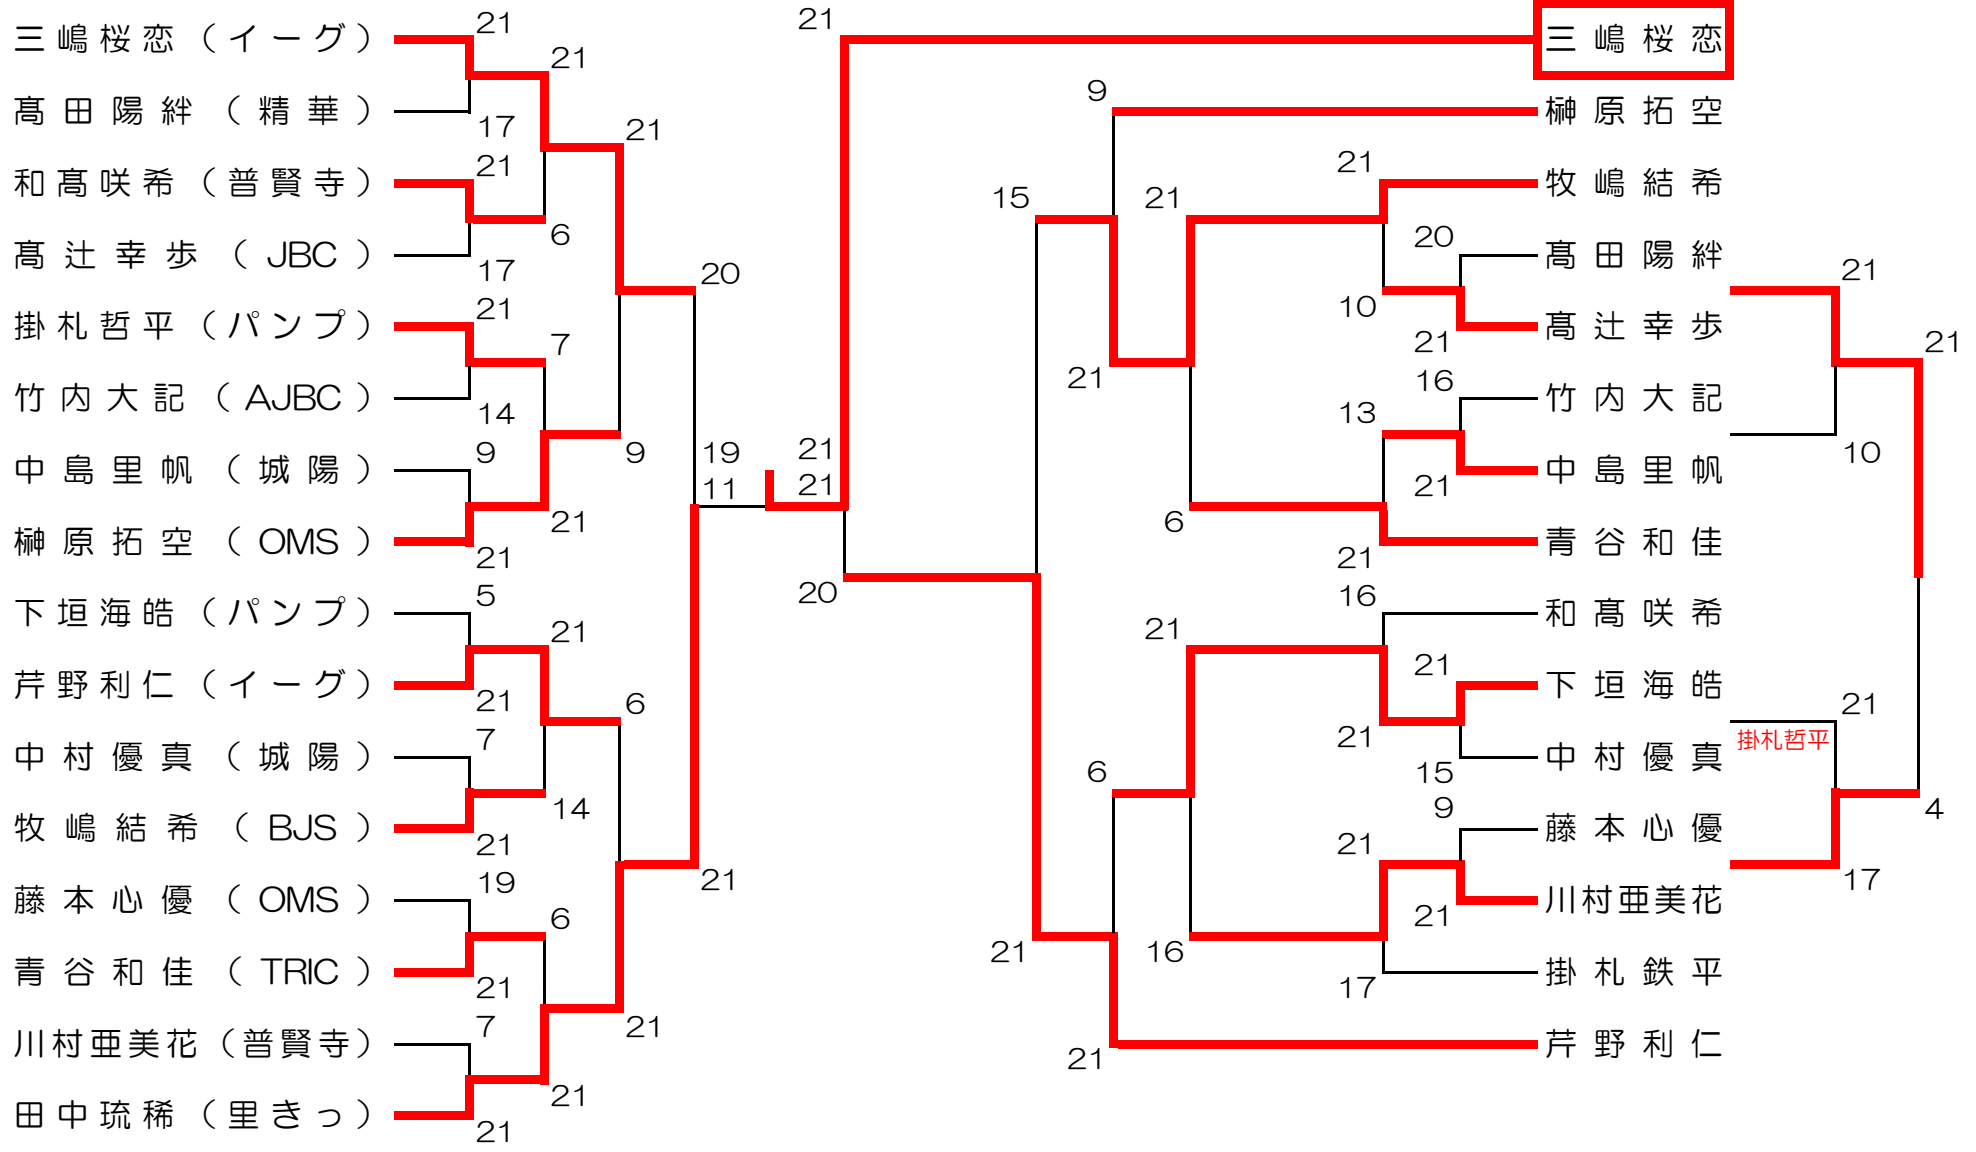 三嶋桜恋（イーグ）
髙田陽絆（精華）
和髙咲希（普賢寺）
髙辻幸歩（JBC）
掛札哲平（パンプ）
竹内大記（AJBC）
中島里帆（城陽）
榊原拓空（OMS）
下垣海皓（パンプ）
芹野利仁（イーグ）
中村優真（城陽）
牧嶋結希（BJS）
藤本心優（OMS）
青谷和佳（TRIC）
川村亜美花（普賢寺）
田中琉稀（里きっ）
21
17
21
17
21
14
9
21
5
21
7
21
19
21
7
21
21
6
7
21
21
14
6
21
21
9
6
21
20
21
19
11
21
21
21
20
15
21
9
21
6
21
21
6
21
16
21
10
13
21
16
21
21
17
20
21
16
21
21
15
9
21
三嶋桜恋
榊原拓空
牧嶋結希
髙田陽絆
髙辻幸歩
竹内大記
中島里帆
青谷和佳
和髙咲希
下垣海皓
中村優真
藤本心優
川村亜美花
掛札鉄平
芹野利仁
掛札哲平
21
10
21
17
21
4